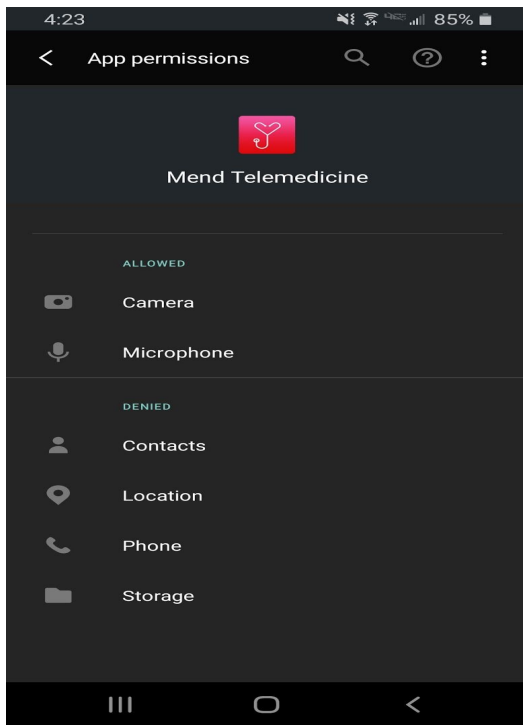 4:23 85%
App permissions
Mend Telemedicine
ALLOWED
Camera
Microphone
DENIED
Contacts
Location
Phone
Storage